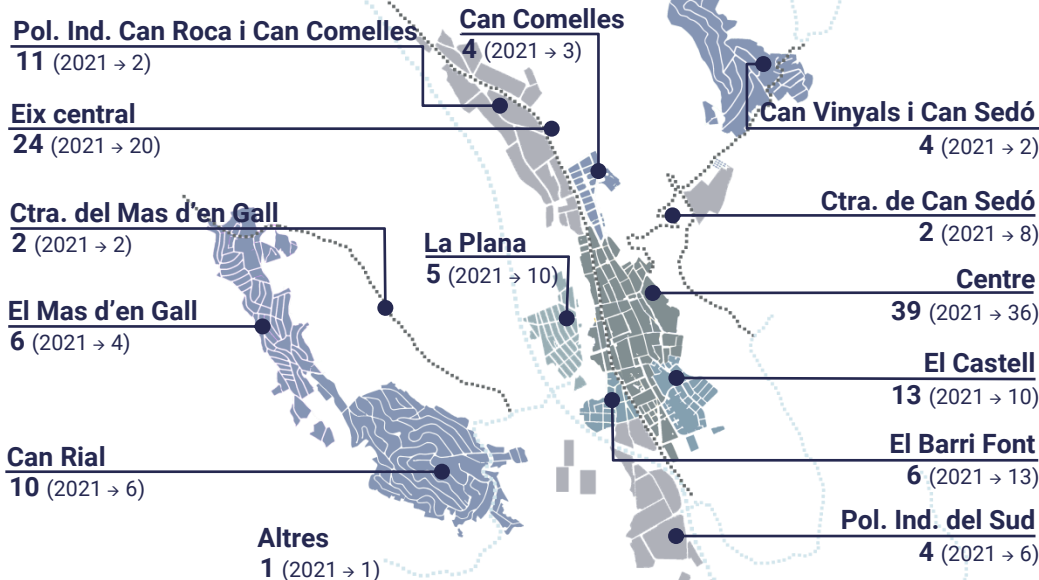 Pol. Ind. Can Roca i Can Comelles
11 (2021 → 2)
Can Comelles
4 (2021 → 3)
Eix central
24 (2021 → 20)
Can Vinyals i Can Sedó
4 (2021 → 2)
Ctra. del Mas d'en Gall
2 (2021 → 2)
La Plana
5 (2021 → 10)
Ctra. de Can Sedó
2 (2021 → 8)
Centre
39 (2021 → 36)
El Mas d'en Gall
6 (2021 → 4)
El Castell
13 (2021 → 10)
Can Rial
10 (2021 → 6)
El Barri Font
6 (2021 → 13)
Altres
1 (2021 → 1)
Pol. Ind. del Sud
4 (2021 → 6)